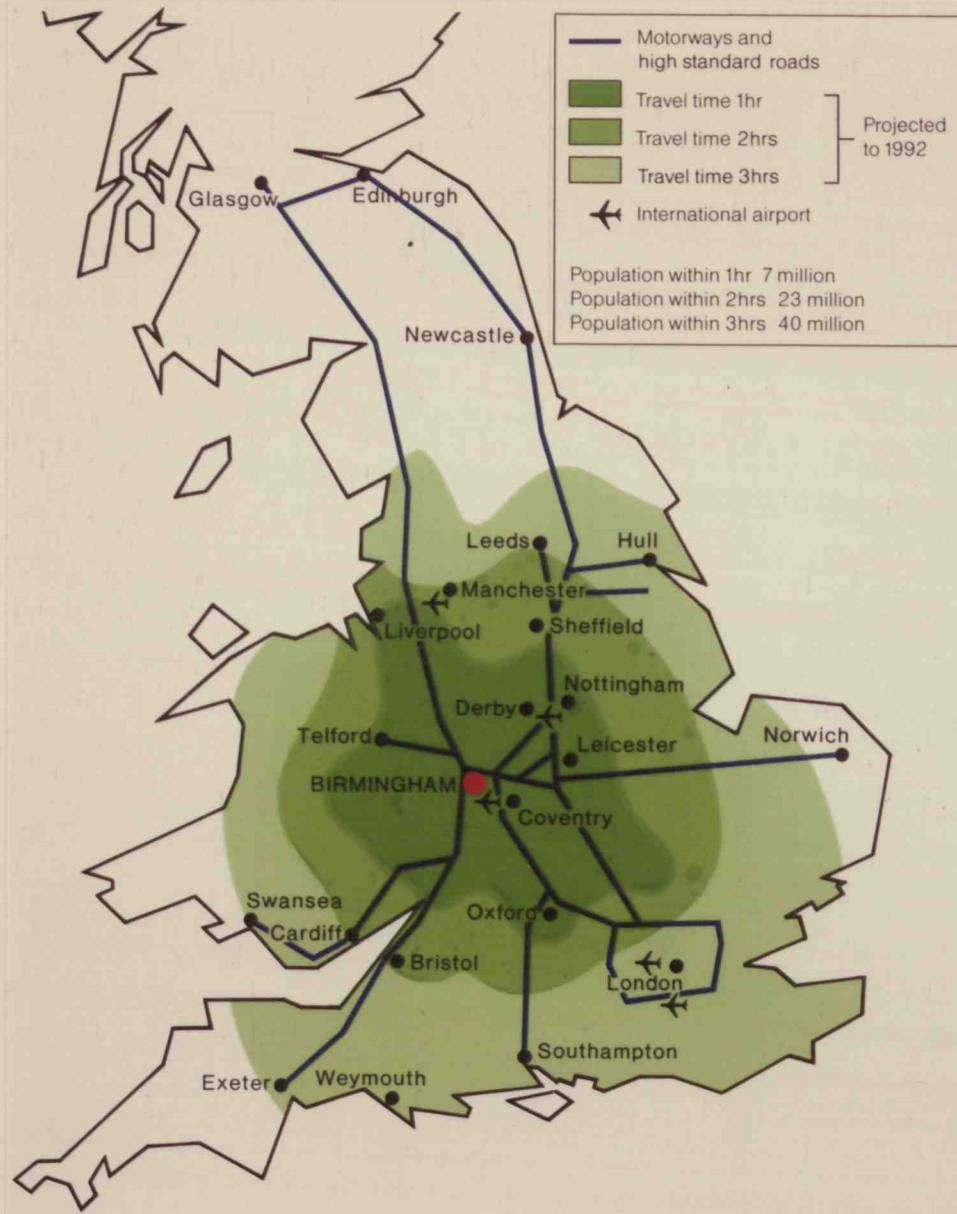 Motorways and
high standard roads
Travel time 1hr
Travel time 2hrs
Travel time 3hrs
Projected
to 1992
International airport
Population within 1hr 7 million
Population within 2hrs 23 million
Population within 3hrs 40 million
Glasgow
Edinburgh
Newcastle
Leeds
Hull
Manchester
Liverpool
Sheffield
Nottingham
Derby
Telford
Leicester
Norwich
BIRMINGHAM
Coventry
Swansea
Oxford
Cardiff
Bristol
London
Southampton
Exeter
Weymouth